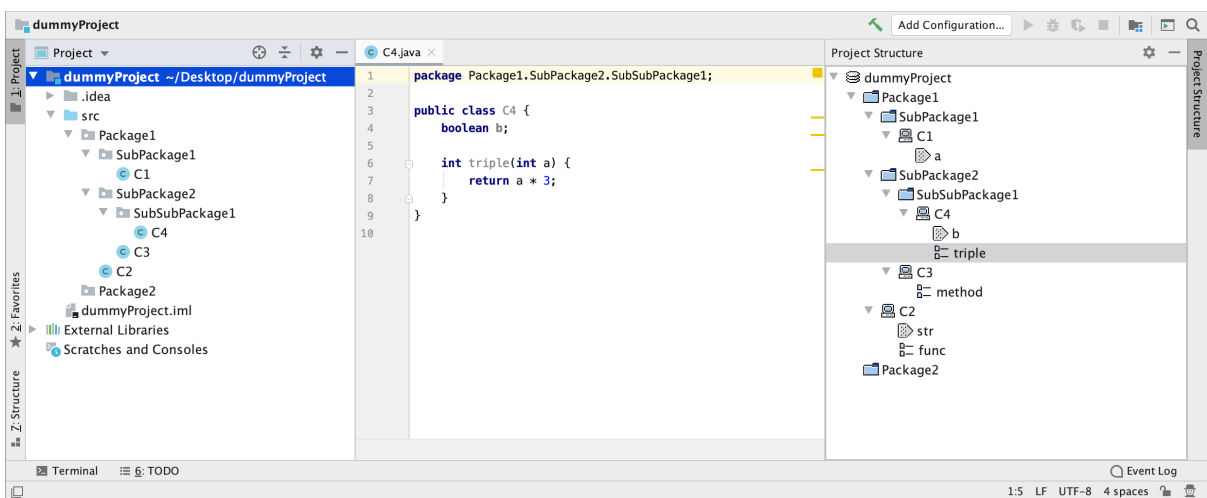 dummyProject
Add Configuration...
1: Project
Project
dummyProject ~/Desktop/dummyProject
.idea
src
Package1
SubPackage1
C1
SubPackage2
SubSubPackage1
C4
C3
C2
Package2
dummyProject.iml
External Libraries
Scratches and Consoles
2: Favorites
Z: Structure
C4.java
1 package Package1.SubPackage2.SubSubPackage1;
2
3 public class C4 {
4 boolean b;
5
6 int triple(int a) {
7 return a * 3;
8 }
9 }
10
Project Structure
dummyProject
Package1
SubPackage1
C1
a
SubPackage2
SubSubPackage1
C4
b
triple
C3
method
C2
str
func
Package2
Project Structure
Terminal
6: TODO
Event Log
1:5 LF UTF-8 4 spaces